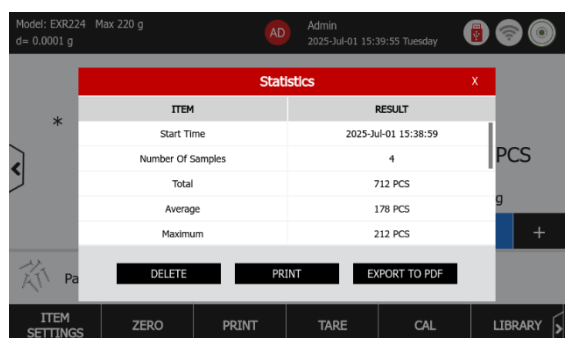 Model: EXR224 Max 220 g
d= 0.0001 g
AD
Admin
2025-Jul-01 15:39:55 Tuesday
Statistics X
ITEM RESULT
Start Time 2025-Jul-01 15:38:59
Number Of Samples 4
Total 712 PCS
Average 178 PCS
Maximum 212 PCS
DELETE PRINT EXPORT TO PDF
*
PCS
g
+
Pa
ITEM SETTINGS ZERO PRINT TARE CAL LIBRARY